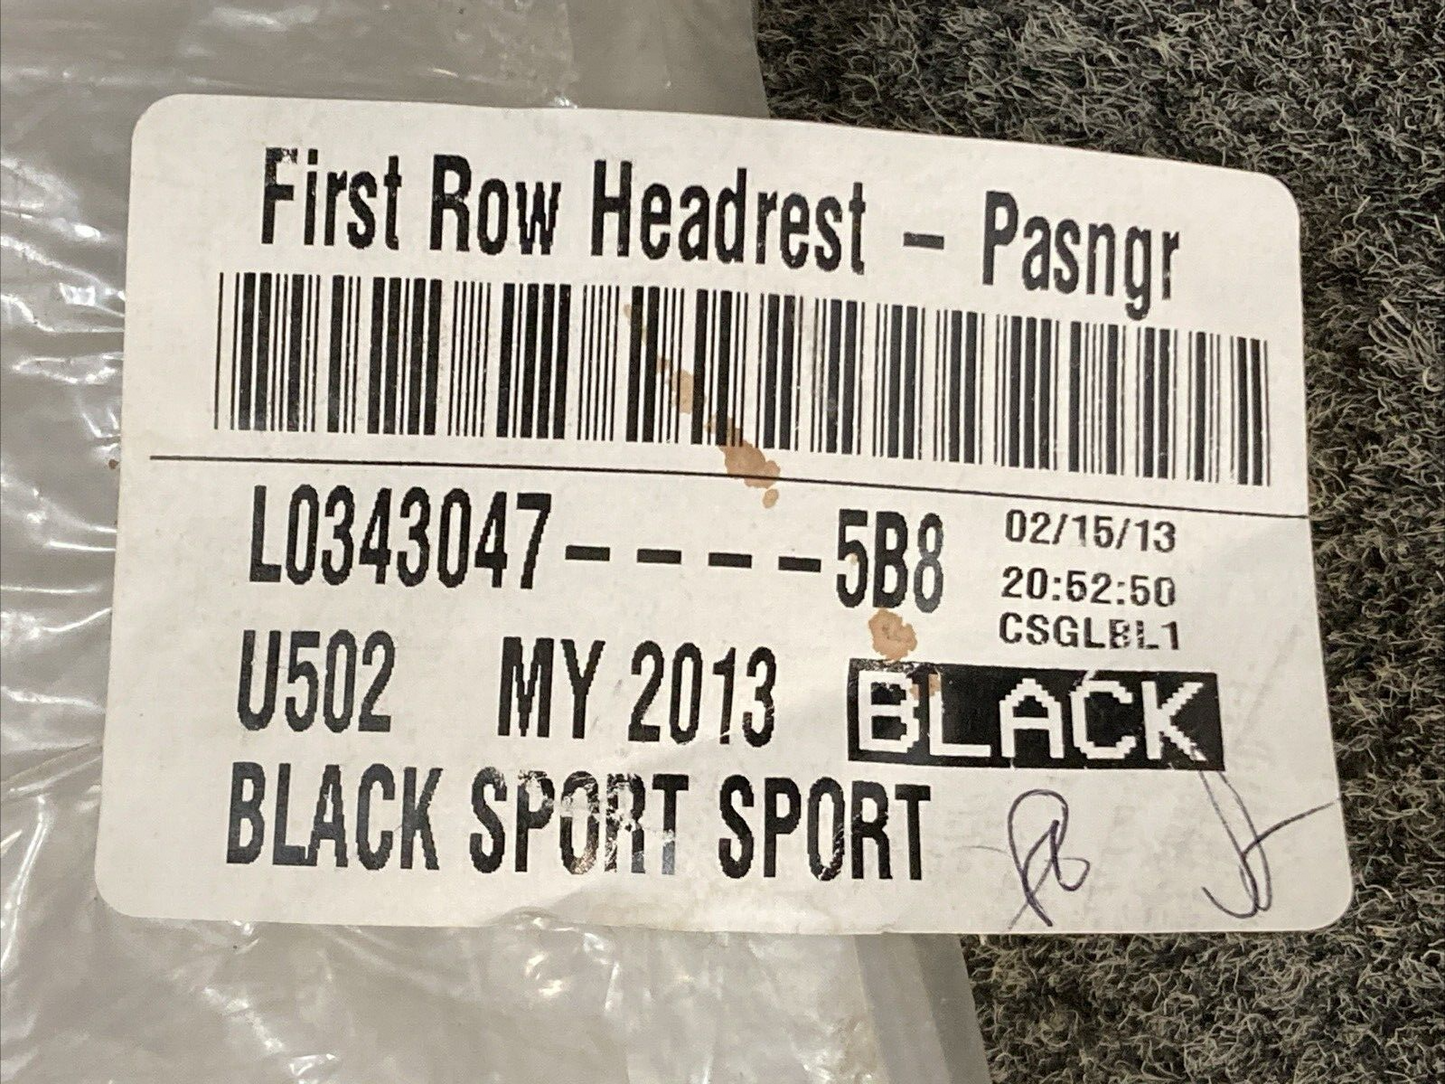 First Row Headrest - Pasngr
L0343047----5B8
02/15/13
20:52:50
CSGLBL1
U502 MY 2013 BLACK
BLACK SPORT SPORT